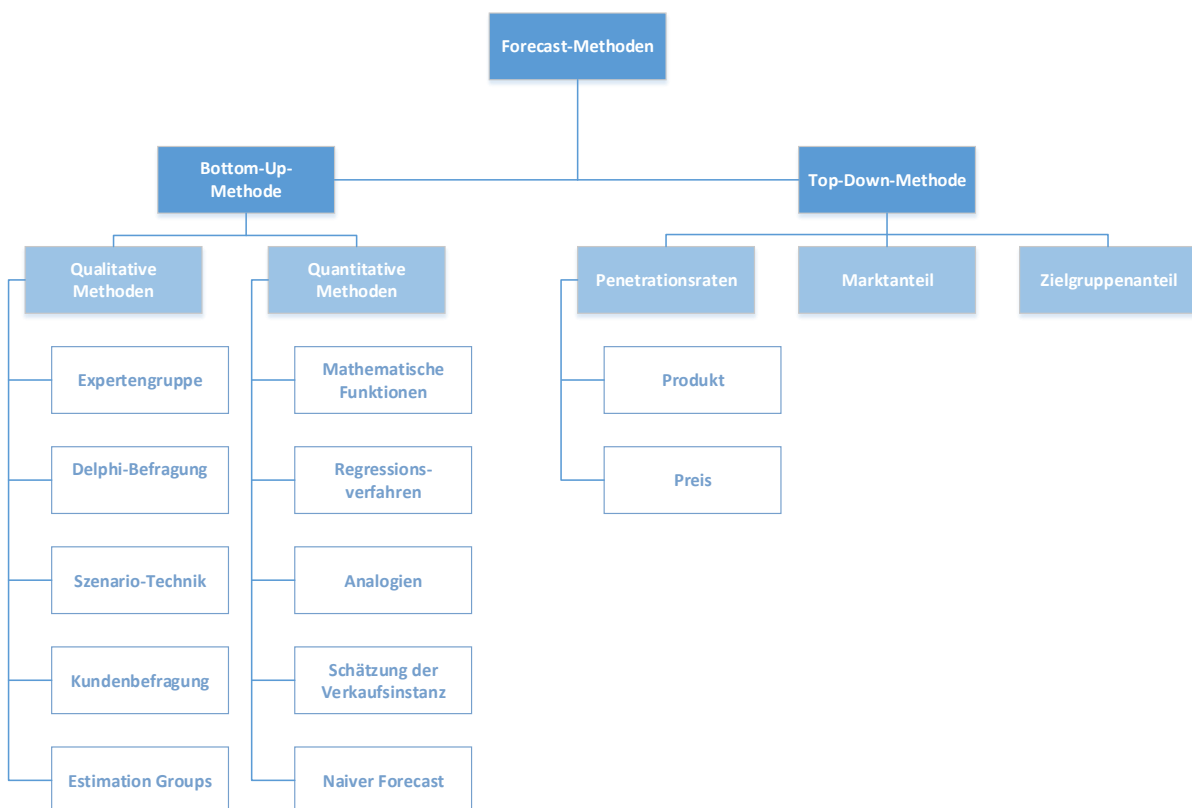 Forecast-Methoden
Bottom-Up-
Methode
Top-Down-Methode
Qualitative
Methoden
Quantitative
Methoden
Penetrationsraten
Marktanteil
Zielgruppenanteil
Expertengruppe
Mathematische
Funktionen
Produkt
Delphi-Befragung
Regressions-
verfahren
Preis
Szenario-Technik
Analogien
Kundenbefragung
Schätzung der
Verkaufsinstanz
Estimation Groups
Naiver Forecast